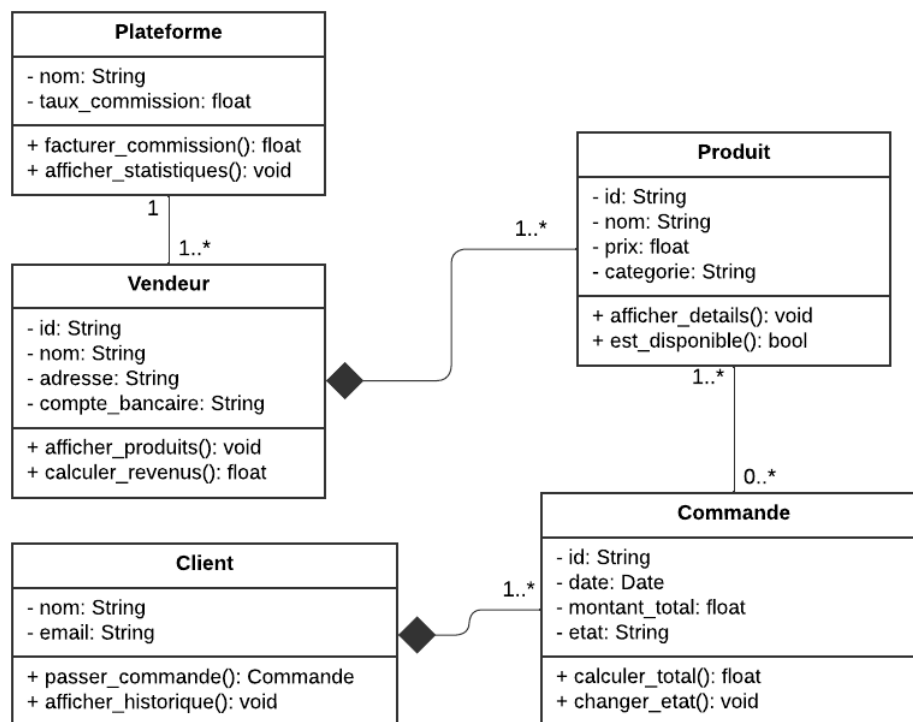 Plateforme
- nom: String
- taux_commission: float
+ facturer_commission(): float
+ afficher_statistiques(): void
1
1..*
Vendeur
- id: String
- nom: String
- adresse: String
- compte_bancaire: String
+ afficher_produits(): void
+ calculer_revenus(): float
1..*
Produit
- id: String
- nom: String
- prix: float
- categorie: String
+ afficher_details(): void
+ est_disponible(): bool
1..*
0..*
Client
- nom: String
- email: String
+ passer_commande(): Commande
+ afficher_historique(): void
1..*
Commande
- id: String
- date: Date
- montant_total: float
- etat: String
+ calculer_total(): float
+ changer_etat(): void